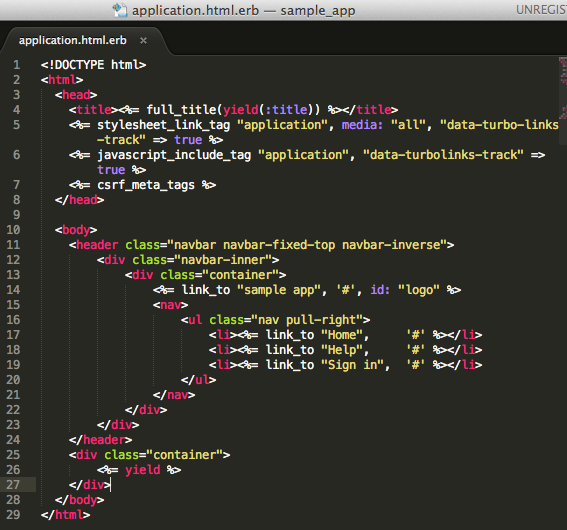 application.html.erb — sample_app
UNREGIS
application.html.erb ×
1 <!DOCTYPE html>
2 <html>
3 <head>
4 <title><%= full_title(yield(:title)) %></title>
5 <%= stylesheet_link_tag "application", media: "all", "data-turbo-links
-track" => true %>
6 <%= javascript_include_tag "application", "data-turbolinks-track" =>
true %>
7 <%= csrf_meta_tags %>
8 </head>
9
10 <body>
11 <header class="navbar navbar-fixed-top navbar-inverse">
12 <div class="navbar-inner">
13 <div class="container">
14 <%= link_to "sample app", '#', id: "logo" %>
15 <nav>
16 <ul class="nav pull-right">
17 <li><%= link_to "Home", '#' %></li>
18 <li><%= link_to "Help", '#' %></li>
19 <li><%= link_to "Sign in", '#' %></li>
20 </ul>
21 </nav>
22 </div>
23 </div>
24 </header>
25 <div class="container">
26 <%= yield %>
27 </div>
28 </body>
29 </html>